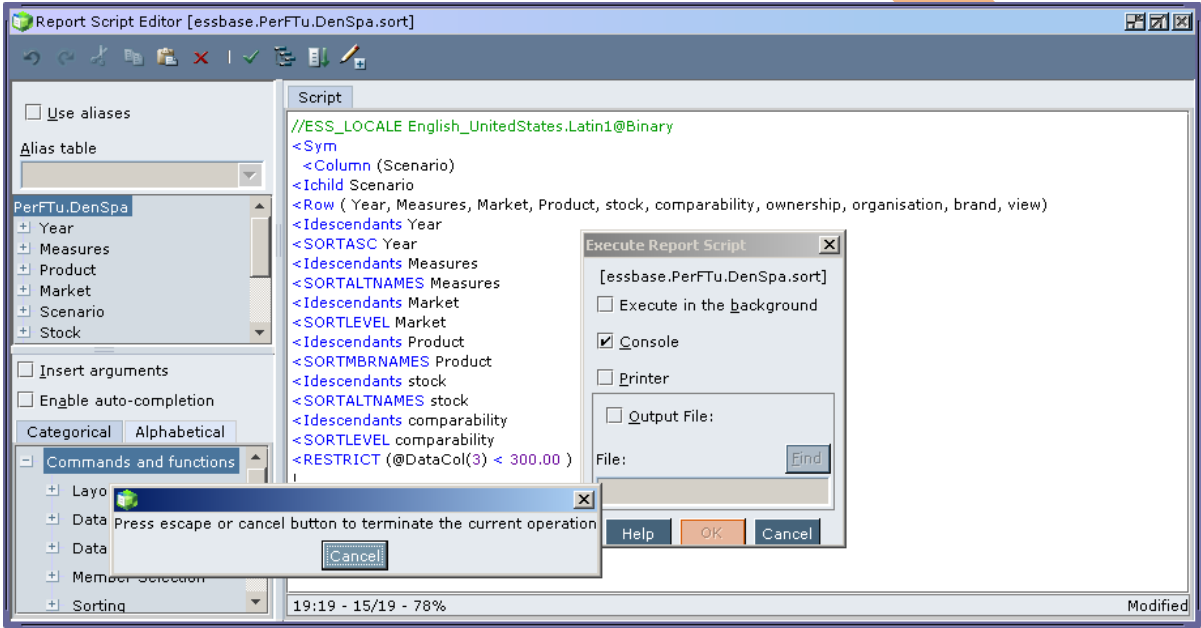 Report Script Editor [essbase.PerFTu.DenSpa.sort]
Use aliases
Alias table
PerFTu.DenSpa
Year
Measures
Product
Market
Scenario
Stock
Insert arguments
Enable auto-completion
Categorical
Alphabetical
Commands and functions
Layo
Data
Data
Member Selection
Sorting
Script
//ESS_LOCALE English_UnitedStates.Latin1@Binary
<Sym
<Column (Scenario)
<Ichild Scenario
<Row ( Year, Measures, Market, Product, stock, comparability, ownership, organisation, brand, view)
<Idescendants Year
<SORTASC Year
<Idescendants Measures
<SORTALTNAMES Measures
<Idescendants Market
<SORTLEVEL Market
<Idescendants Product
<SORTMBRNAMES Product
<Idescendants stock
<SORTALTNAMES stock
<Idescendants comparability
<SORTLEVEL comparability
<RESTRICT (@DataCol(3) < 300.00 )
Execute Report Script
[essbase.PerFTu.DenSpa.sort]
Execute in the background
Console
Printer
Output File:
File:
Find
Help
OK
Cancel
Press escape or cancel button to terminate the current operation
Cancel
19:19 - 15/19 - 78%
Modified